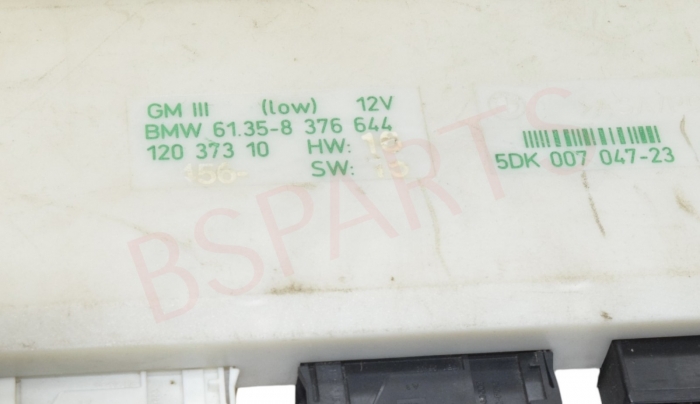 GM III (low) 12V
BMW 61.35-8 376 644
120 373 10 HW: 10
SW: 15
5DK 007 047-23
BSPARTS